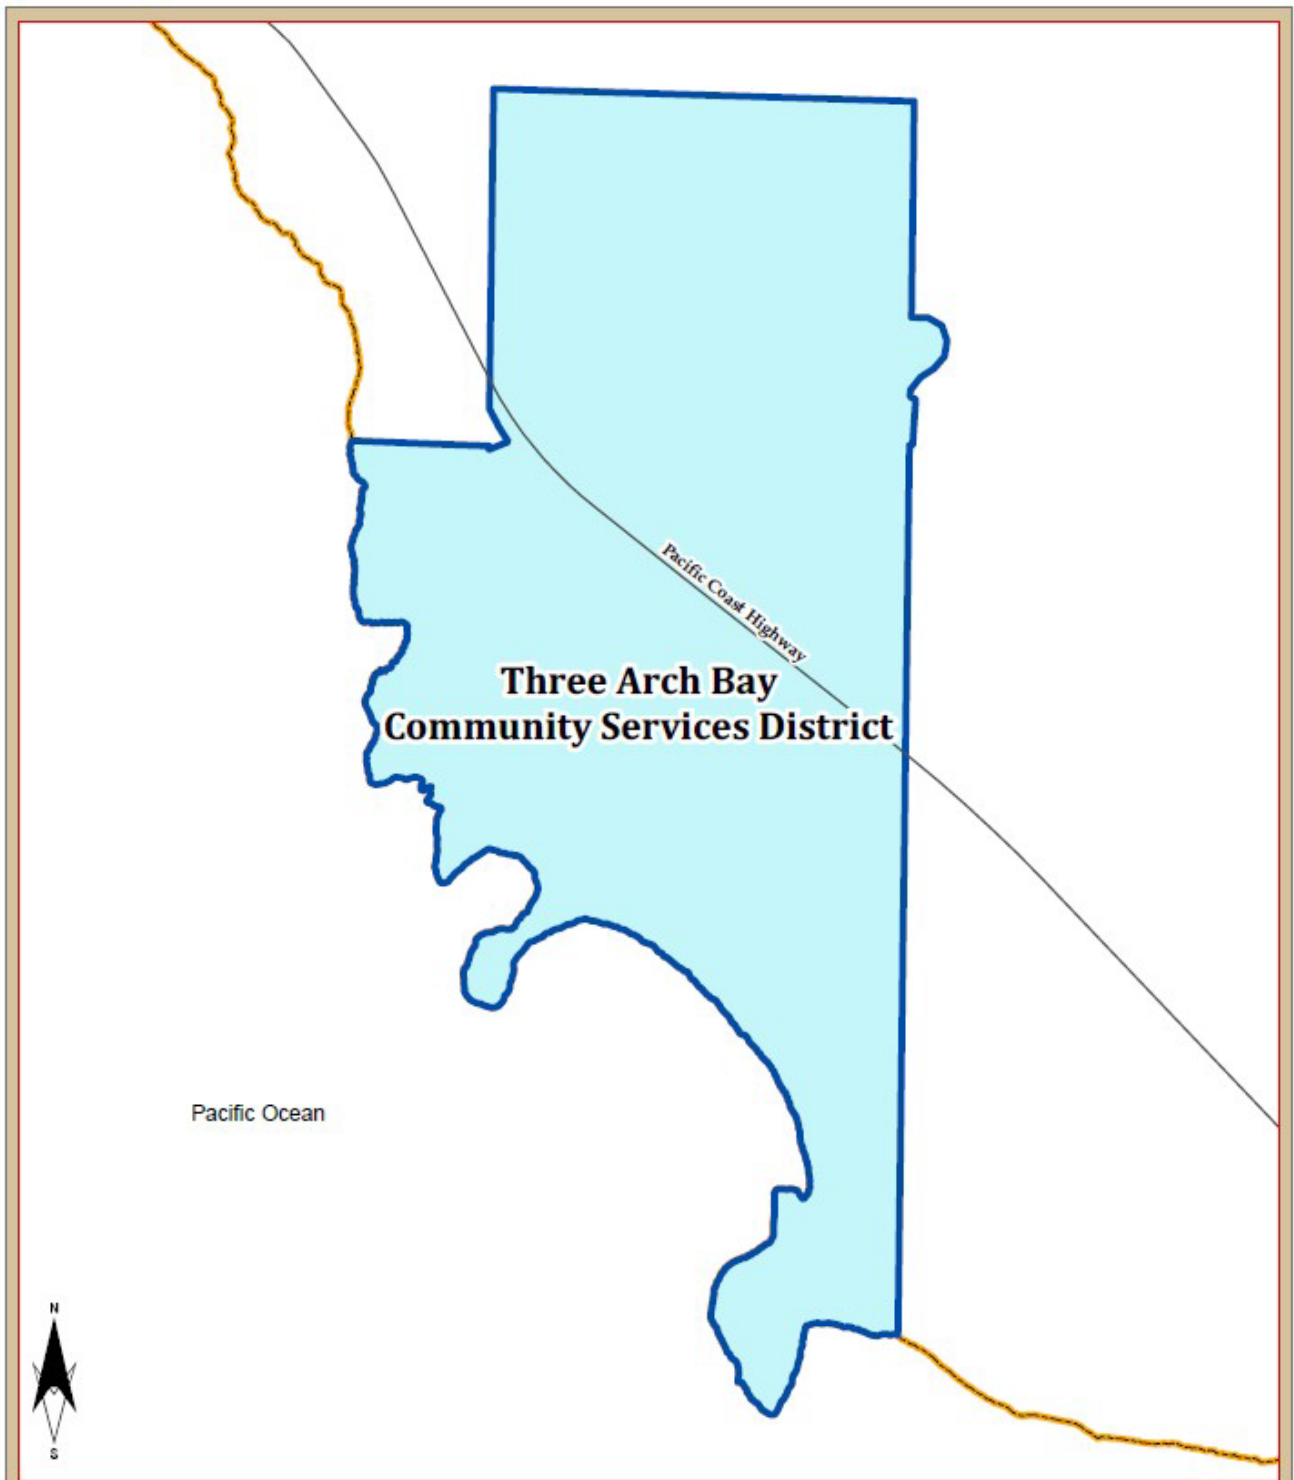 Pacific Coast Highway
Three Arch Bay
Community Services District
Pacific Ocean
N
S